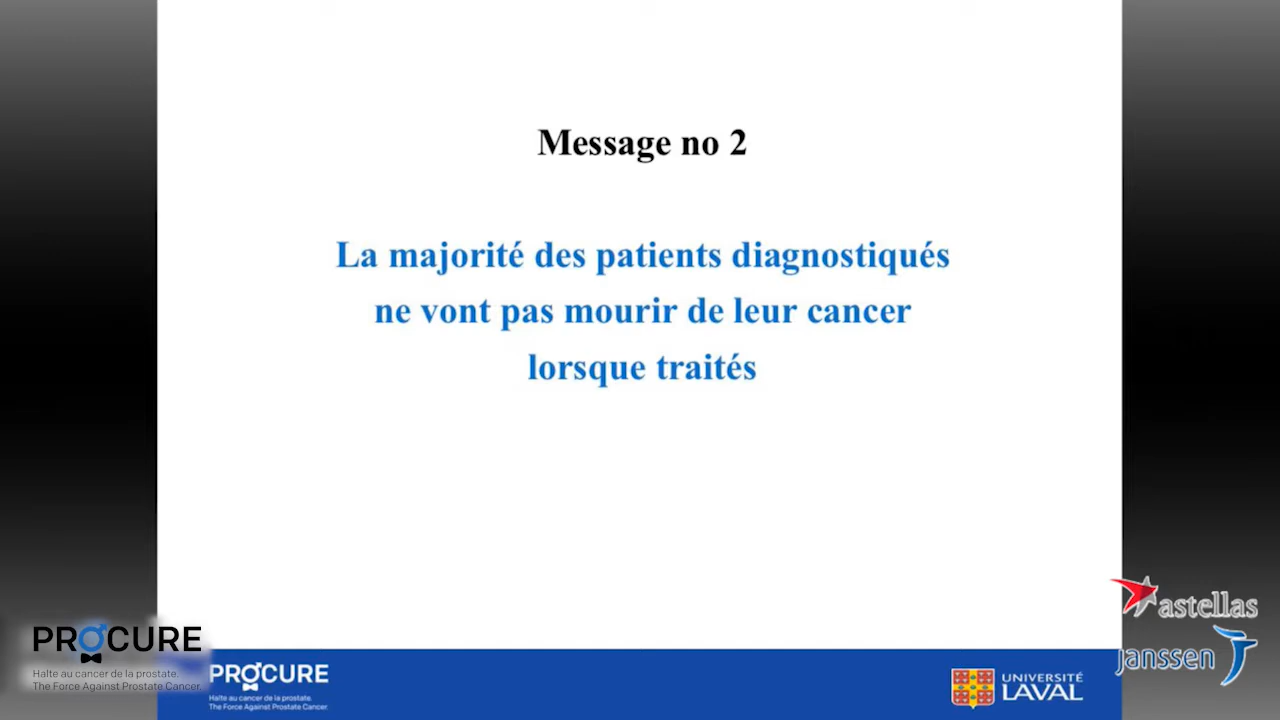 Message no 2
La majorité des patients diagnostiqués
ne vont pas mourir de leur cancer
lorsque traités
astellas
janssen
PROCURE
Halte au cancer de la prostate.
The Force Against Prostate Cancer.
PROCURE
Halte au cancer de la prostate.
The Force Against Prostate Cancer.
UNIVERSITÉ
LAVAL